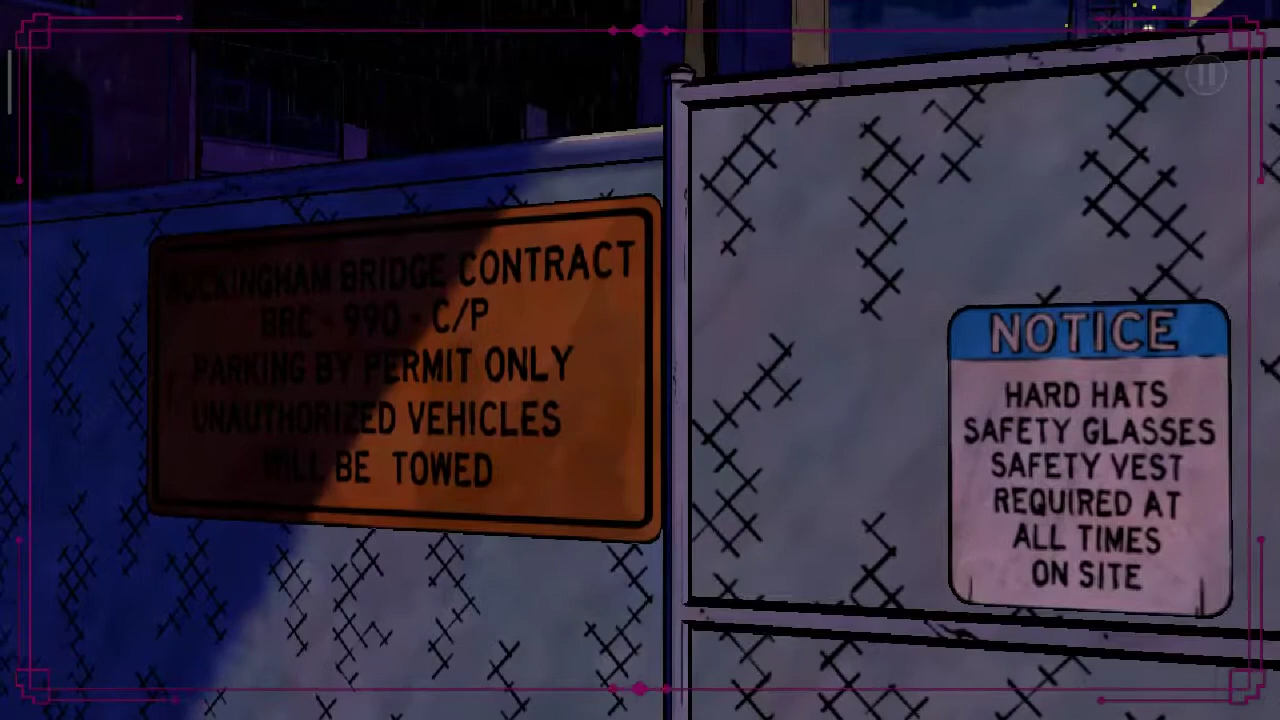 BUCKINGHAM BRIDGE CONTRACT
BRC - 990 - C/P
PARKING BY PERMIT ONLY
UNAUTHORIZED VEHICLES
WILL BE TOWED
NOTICE
HARD HATS
SAFETY GLASSES
SAFETY VEST
REQUIRED AT
ALL TIMES
ON SITE